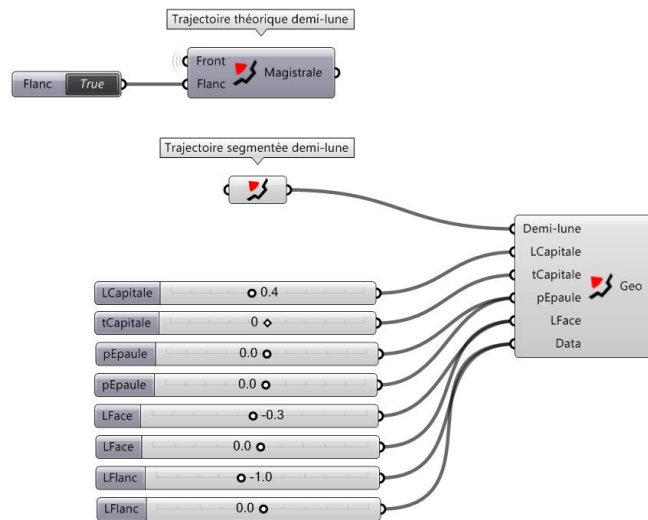 Trajectoire théorique demi-lune
Front
Flanc
Magistrale
Flanc True
Trajectoire segmentée demi-lune
Demi-lune
LCapitale
tCapitale
pEpaule
LFace
Data
Geo
LCapitale 0.4
tCapitale 0
pEpaule 0.0
pEpaule 0.0
LFace -0.3
LFace 0.0
LFlanc -1.0
LFlanc 0.0